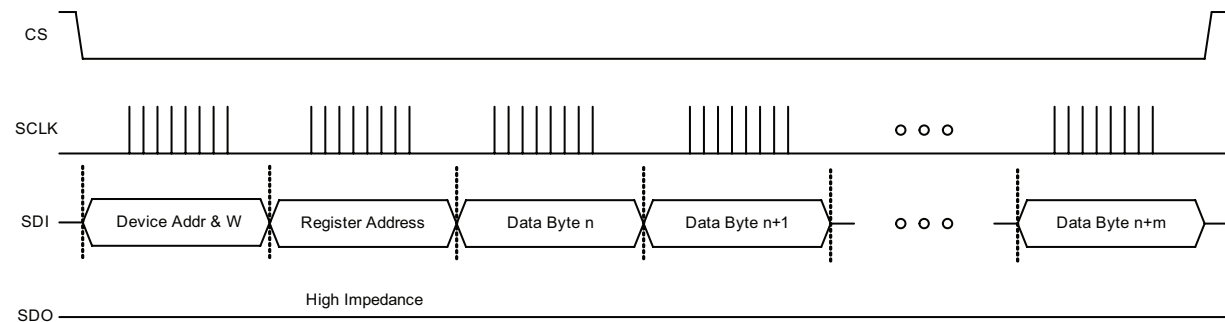 CS
SCLK
SDI
Device Addr & W
Register Address
Data Byte n
Data Byte n+1
Data Byte n+m
High Impedance
SDO